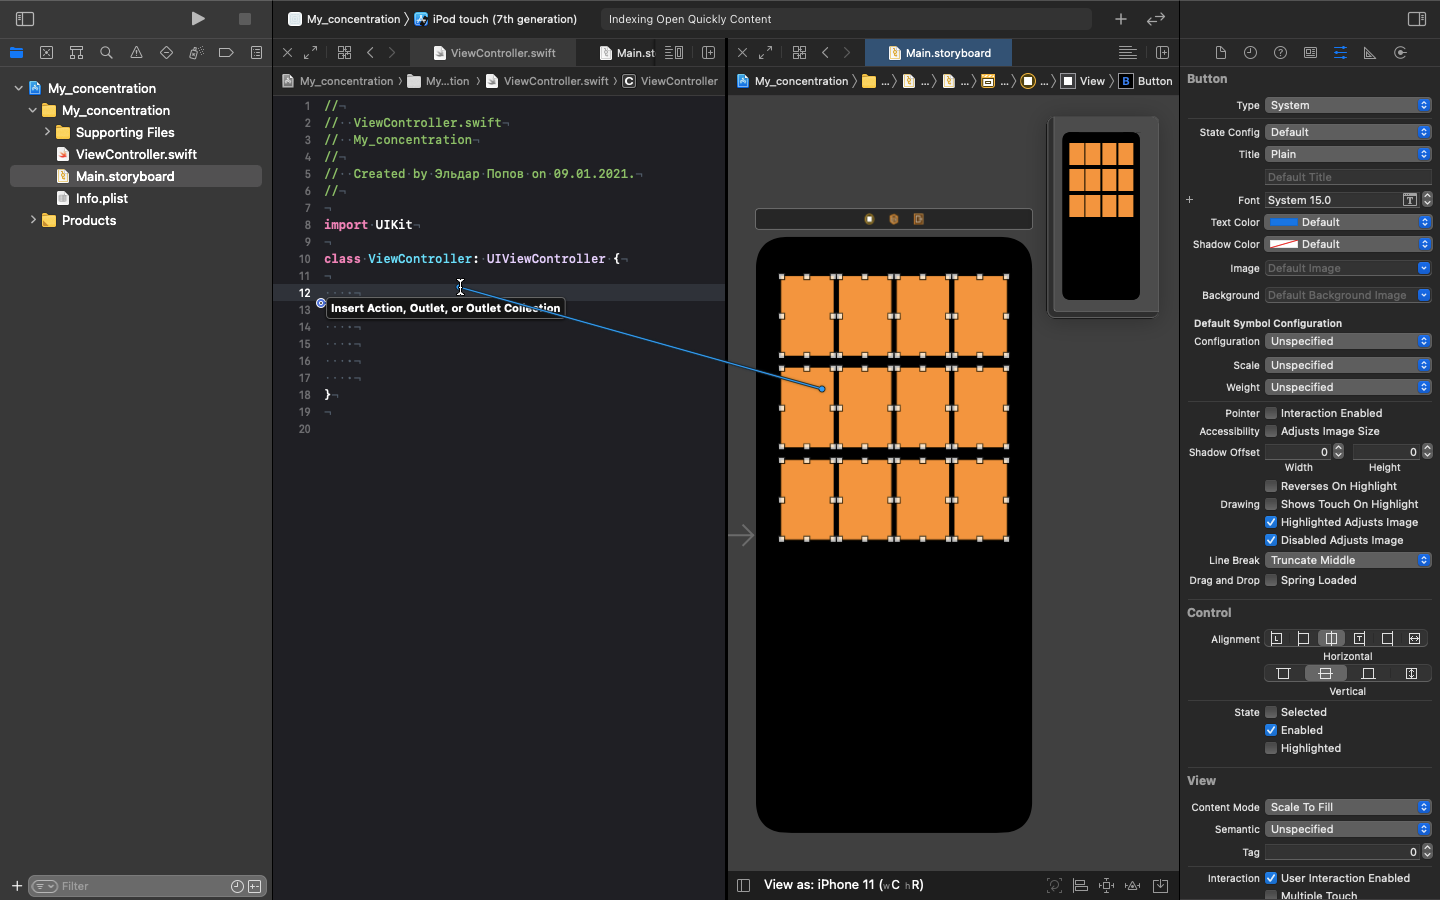 My_concentration 〉 iPod touch (7th generation)
Indexing Open Quickly Content
ViewController.swift
Main.st
Main.storyboard
My_concentration 〉 My...tion 〉 ViewController.swift 〉 C ViewController
My_concentration 〉 ... 〉 ... 〉 ... 〉 ... 〉 ... 〉 View 〉 B Button
My_concentration
My_concentration
Supporting Files
ViewController.swift
Main.storyboard
Info.plist
Products
Filter
1 //
2 // ViewController.swift
3 // My_concentration
4 //
5 // Created by Эльдар Попов on 09.01.2021.
6 //
7
8 import UIKit
9
10 class ViewController: UIViewController {
11
12
Insert Action, Outlet, or Outlet Collection
13
14
15
16
17
18 }
19
20
View as: iPhone 11 (wC hR)
Button
Type System
State Config Default
Title Plain
Default Title
Font System 15.0
Text Color Default
Shadow Color Default
Image Default Image
Background Default Background Image
Default Symbol Configuration
Configuration Unspecified
Scale Unspecified
Weight Unspecified
Pointer Interaction Enabled
Accessibility Adjusts Image Size
Shadow Offset 0 0
Width Height
Reverses On Highlight
Drawing Shows Touch On Highlight
Highlighted Adjusts Image
Disabled Adjusts Image
Line Break Truncate Middle
Drag and Drop Spring Loaded
Control
Alignment
Horizontal
Vertical
State Selected
Enabled
Highlighted
View
Content Mode Scale To Fill
Semantic Unspecified
Tag 0
Interaction User Interaction Enabled
Multiple Touch